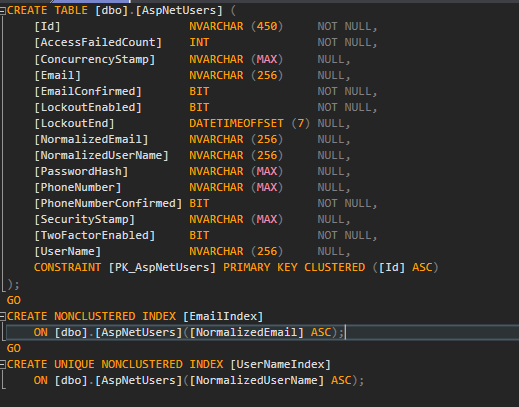 CREATE TABLE [dbo].[AspNetUsers] (
    [Id]                   NVARCHAR (450)     NOT NULL,
    [AccessFailedCount]    INT                NOT NULL,
    [ConcurrencyStamp]     NVARCHAR (MAX)     NULL,
    [Email]                NVARCHAR (256)     NULL,
    [EmailConfirmed]       BIT                NOT NULL,
    [LockoutEnabled]       BIT                NOT NULL,
    [LockoutEnd]           DATETIMEOFFSET (7) NULL,
    [NormalizedEmail]      NVARCHAR (256)     NULL,
    [NormalizedUserName]   NVARCHAR (256)     NULL,
    [PasswordHash]         NVARCHAR (MAX)     NULL,
    [PhoneNumber]          NVARCHAR (MAX)     NULL,
    [PhoneNumberConfirmed] BIT                NOT NULL,
    [SecurityStamp]        NVARCHAR (MAX)     NULL,
    [TwoFactorEnabled]     BIT                NOT NULL,
    [UserName]             NVARCHAR (256)     NULL,
    CONSTRAINT [PK_AspNetUsers] PRIMARY KEY CLUSTERED ([Id] ASC)
);
GO
CREATE NONCLUSTERED INDEX [EmailIndex]
    ON [dbo].[AspNetUsers]([NormalizedEmail] ASC);
GO
CREATE UNIQUE NONCLUSTERED INDEX [UserNameIndex]
    ON [dbo].[AspNetUsers]([NormalizedUserName] ASC);